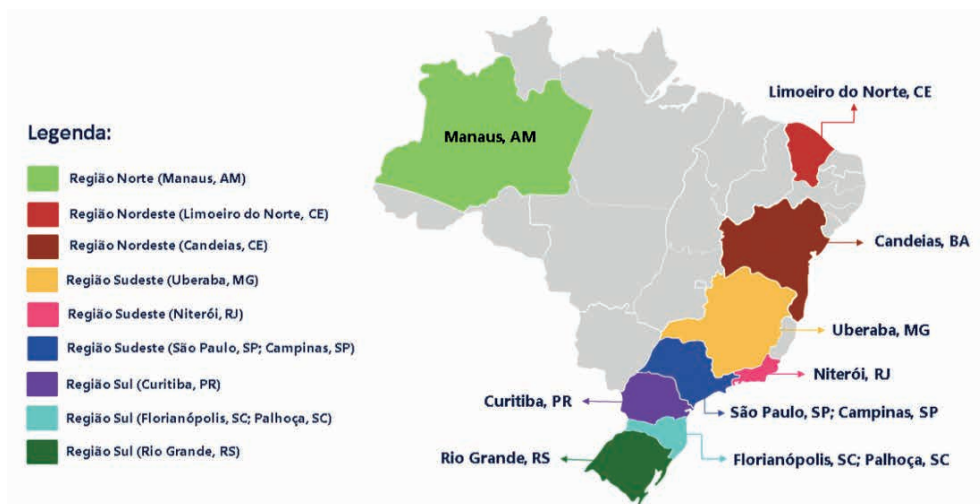 Legenda:
Região Norte (Manaus, AM)
Região Nordeste (Limoeiro do Norte, CE)
Região Nordeste (Candeias, CE)
Região Sudeste (Uberaba, MG)
Região Sudeste (Niterói, RJ)
Região Sudeste (São Paulo, SP; Campinas, SP)
Região Sul (Curitiba, PR)
Região Sul (Florianópolis, SC; Palhoça, SC)
Região Sul (Rio Grande, RS)
Limoeiro do Norte, CE
Manaus, AM
Candeias, BA
Uberaba, MG
Niterói, RJ
Curitiba, PR
São Paulo, SP; Campinas, SP
Rio Grande, RS
Florianópolis, SC; Palhoça, SC